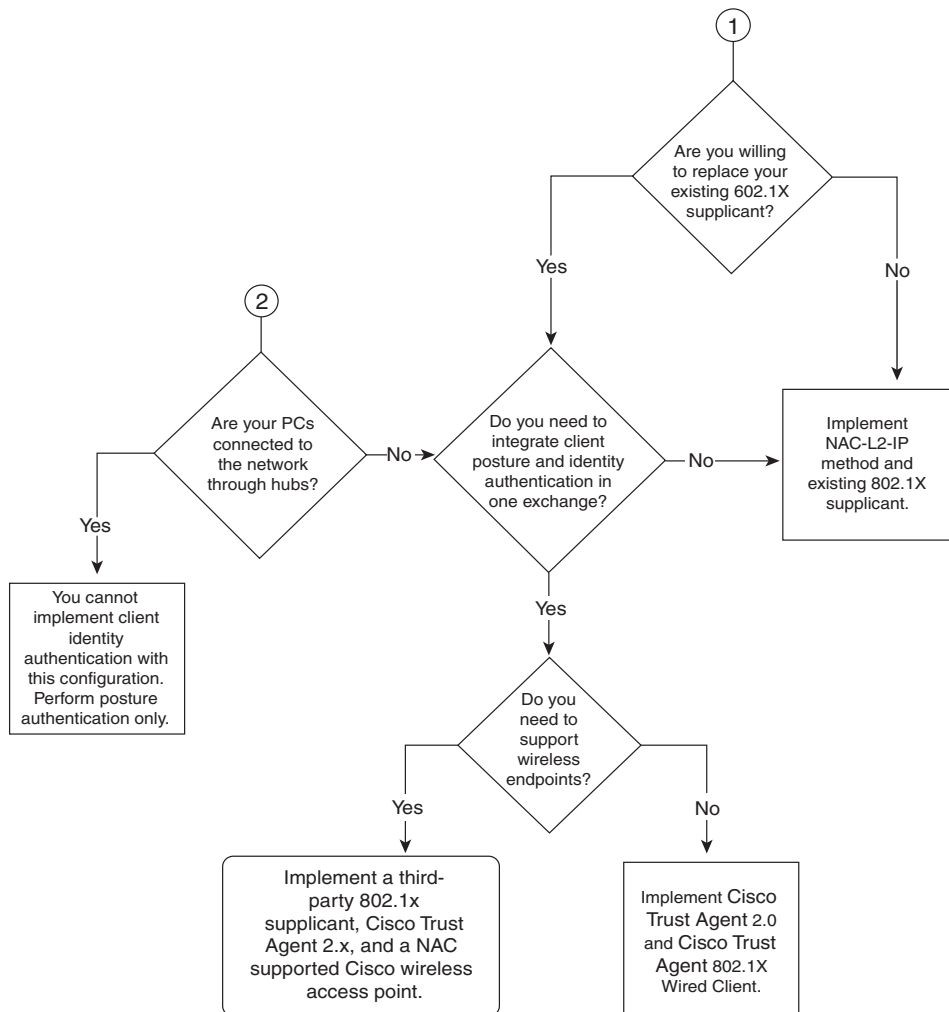 1
Are you willing
to replace your
existing 602.1X
supplicant?
Yes
No
2
Are your PCs
connected to
the network
through hubs?
No
Do you need to
integrate client
posture and identity
authentication in
one exchange?
No
Implement
NAC-L2-IP
method and
existing 802.1X
supplicant.
Yes
You cannot
implement client
identity
authentication with
this configuration.
Perform posture
authentication only.
Yes
Do you
need to
support
wireless
endpoints?
Yes
No
Implement a third-
party 802.1x
supplicant, Cisco Trust
Agent 2.x, and a NAC
supported Cisco wireless
access point.
Implement Cisco
Trust Agent 2.0
and Cisco Trust
Agent 802.1X
Wired Client.